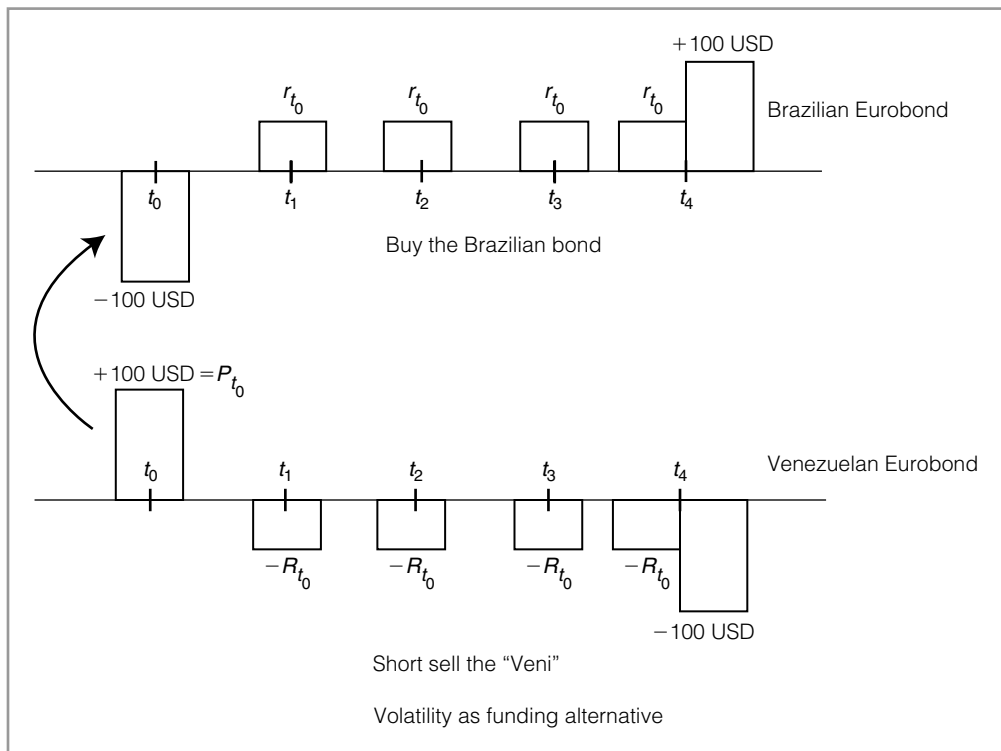 +100 USD
r_{t_0} r_{t_0} r_{t_0} r_{t_0}
Brazilian Eurobond
t_0 t_1 t_2 t_3 t_4
Buy the Brazilian bond
−100 USD
+100 USD = P_{t_0}
t_0 t_1 t_2 t_3 t_4
Venezuelan Eurobond
−R_{t_0} −R_{t_0} −R_{t_0} −R_{t_0}
−100 USD
Short sell the “Veni”
Volatility as funding alternative